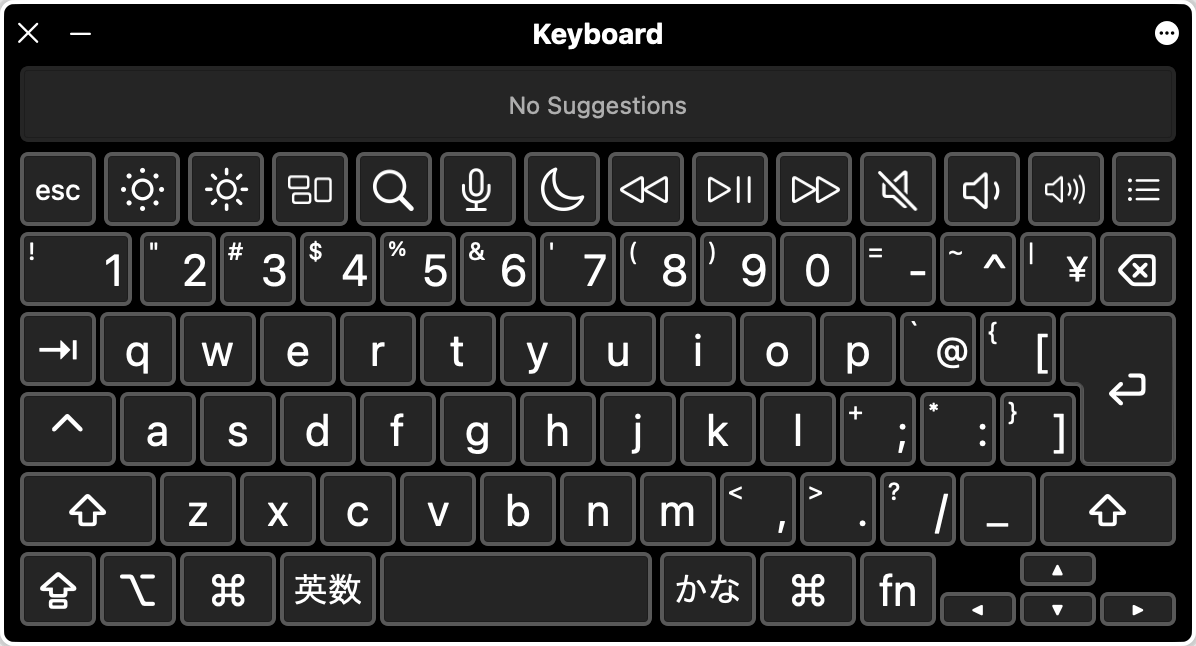 Keyboard
No Suggestions
esc
! 1 " 2 # 3 $ 4 % 5 & 6 ' 7 ( 8 ) 9 0 = - ~ ^ | ¥
q w e r t y u i o p ` @ { [
a s d f g h j k l + ; * : } ]
z x c v b n m < , > . ? / _
⌥ ⌘ 英数 かな ⌘ fn